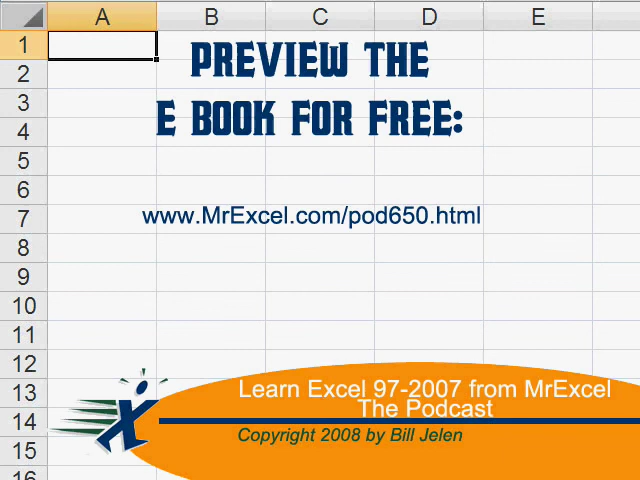 A B C D E
1
PREVIEW THE
2
3
E BOOK FOR FREE:
4
5
6
7
www.MrExcel.com/pod650.html
8
9
10
11
12
13
Learn Excel 97-2007 from MrExcel
The Podcast
14
Copyright 2008 by Bill Jelen
15
16